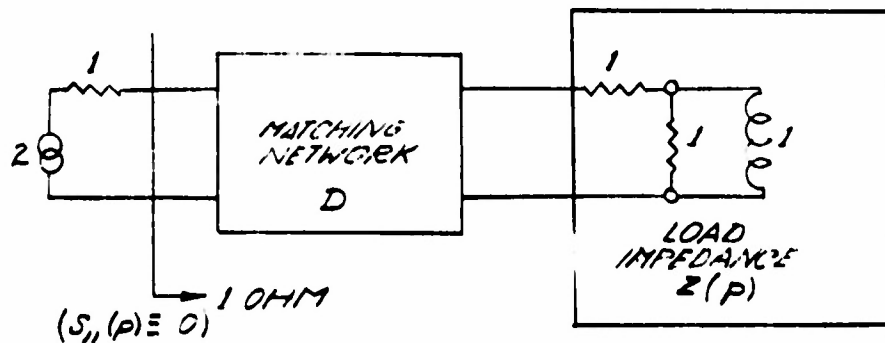 1
2
MATCHING
NETWORK
D
1
1
1
LOAD
IMPEDANCE
Z(p)
1 OHM
(S₁₁(p) ≡ 0)